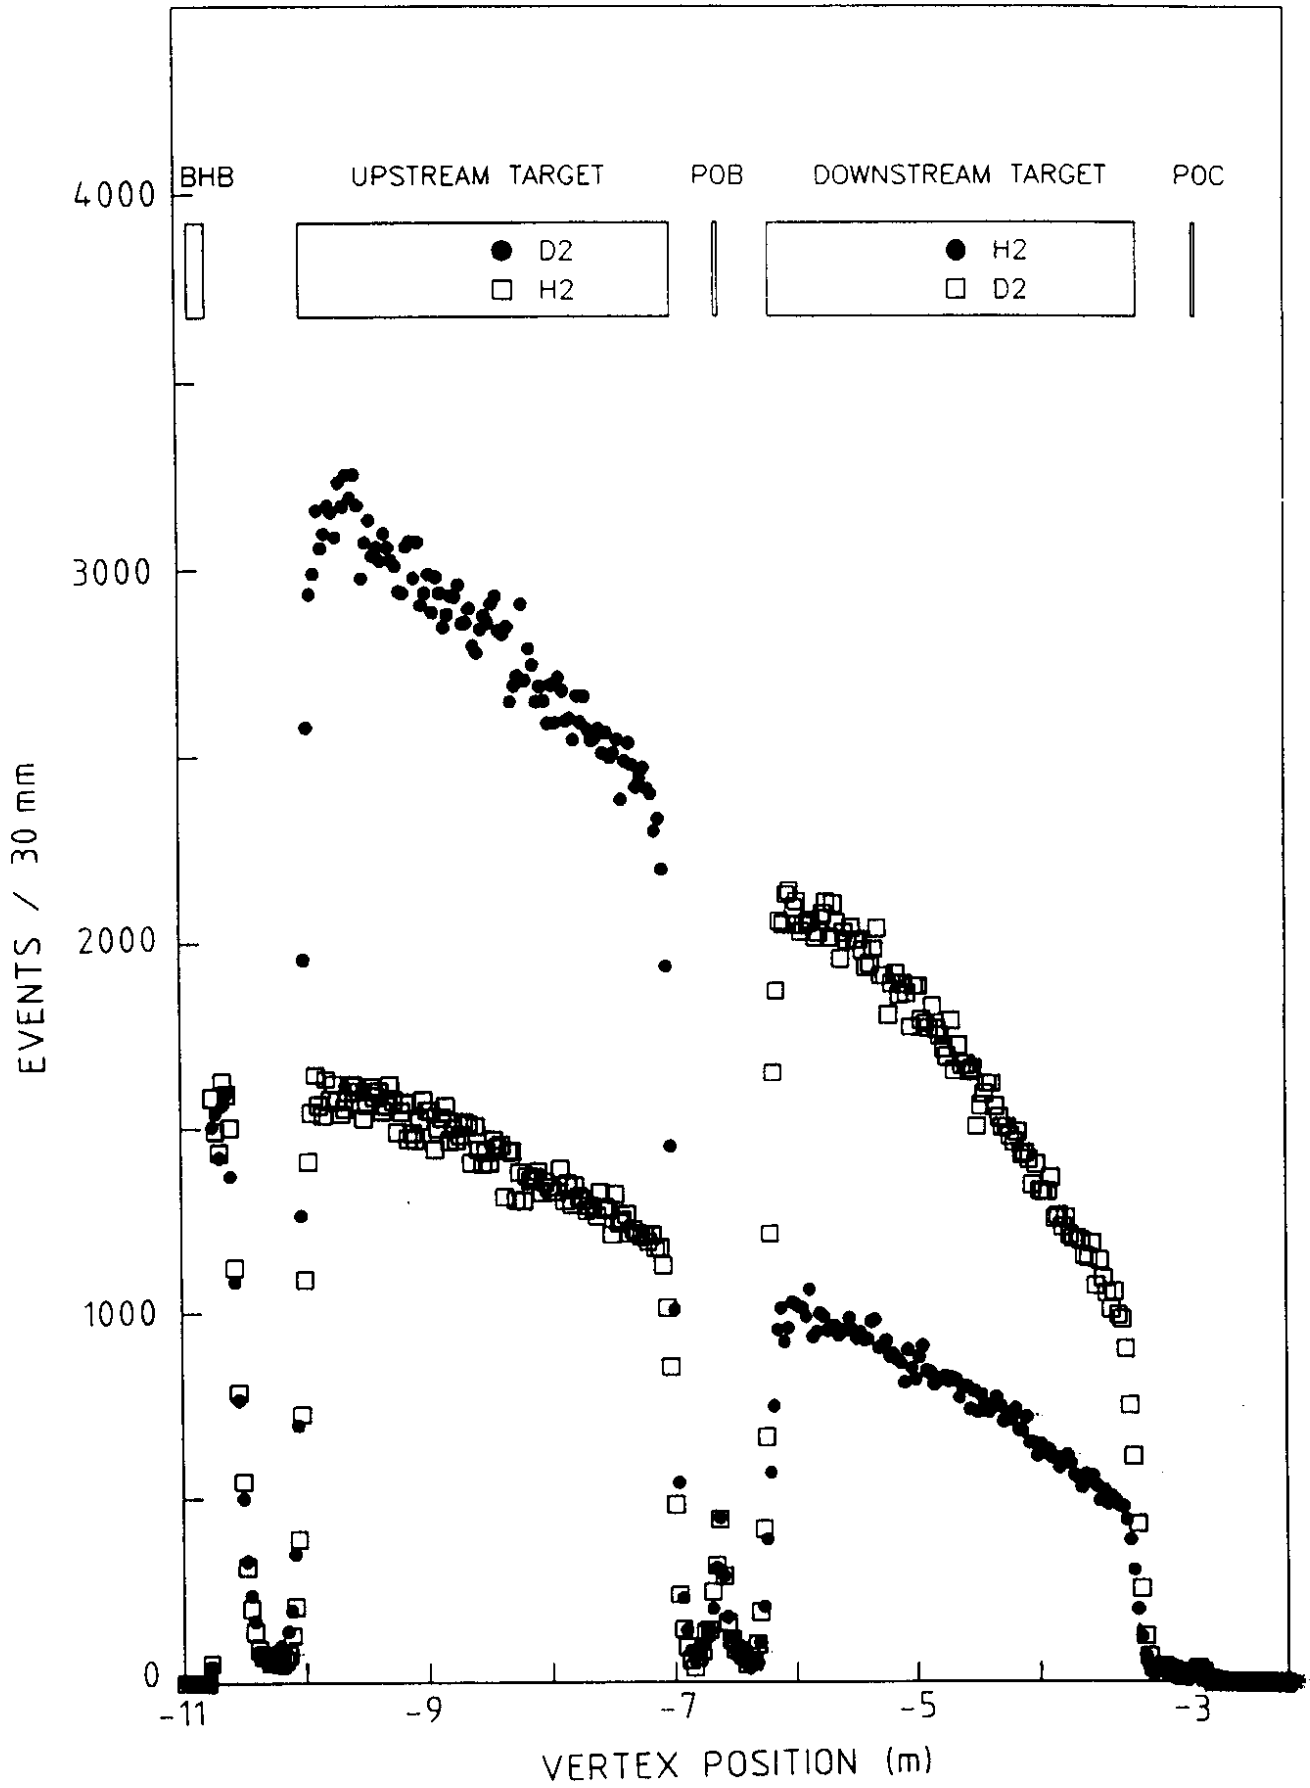 BHB UPSTREAM TARGET POB DOWNSTREAM TARGET POC
4000
D2
H2
H2
D2
3000
2000
1000
0
-11 -9 -7 -5 -3
VERTEX POSITION (m)
EVENTS / 30 mm